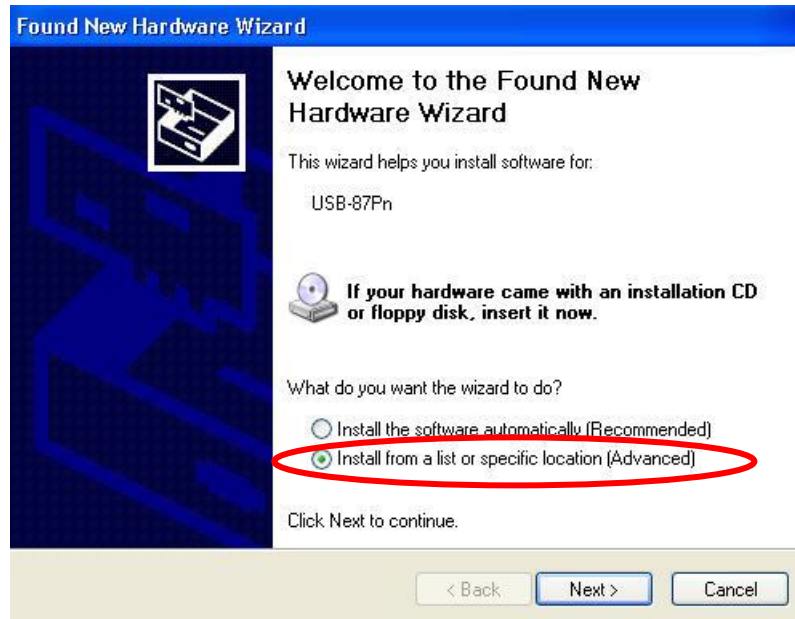 Found New Hardware Wizard
Welcome to the Found New
Hardware Wizard
This wizard helps you install software for:
USB-87Pn
If your hardware came with an installation CD
or floppy disk, insert it now.
What do you want the wizard to do?
Install the software automatically (Recommended)
Install from a list or specific location (Advanced)
Click Next to continue.
< Back
Next >
Cancel